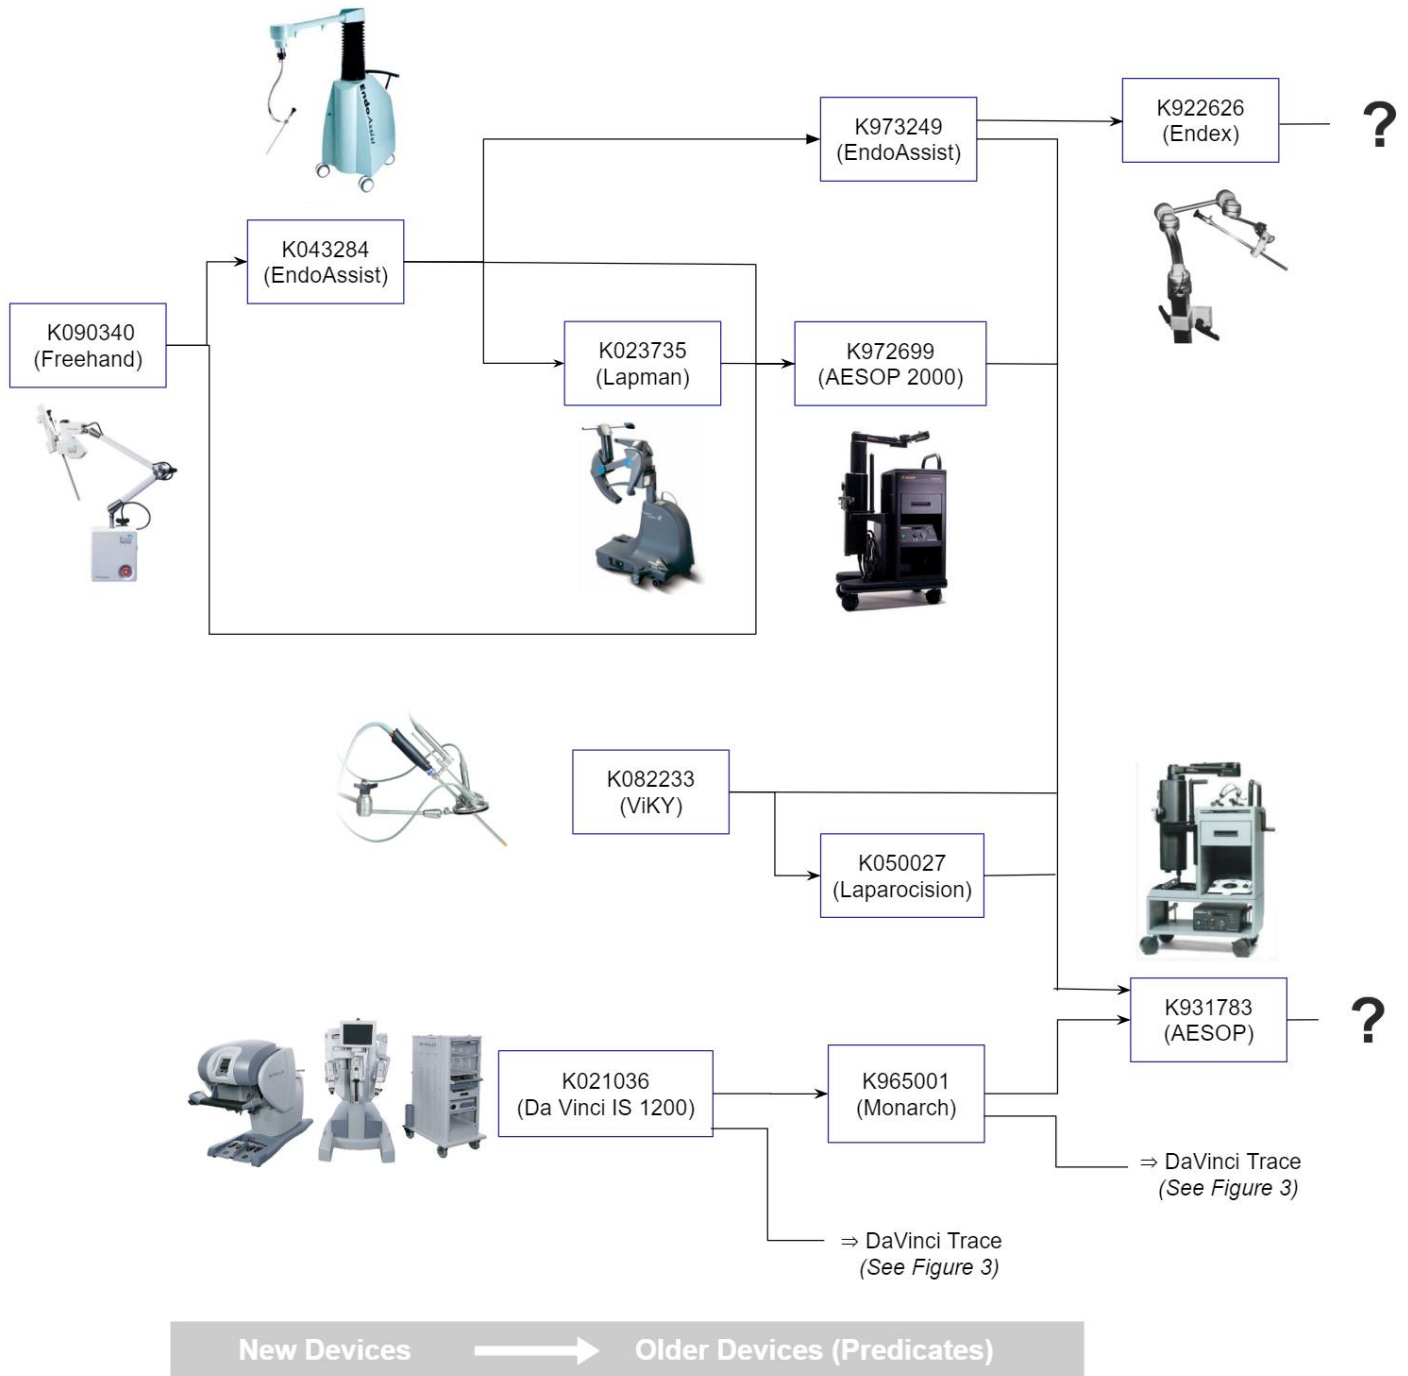 EndoAssist
K973249
(EndoAssist)
K922626
(Endex)
?
K043284
(EndoAssist)
K090340
(Freehand)
K023735
(Lapman)
K972699
(AESOP 2000)
K082233
(ViKY)
K050027
(Laparocision)
K931783
(AESOP)
?
K021036
(Da Vinci IS 1200)
K965001
(Monarch)
⇒ DaVinci Trace
(See Figure 3)
⇒ DaVinci Trace
(See Figure 3)
New Devices
Older Devices (Predicates)